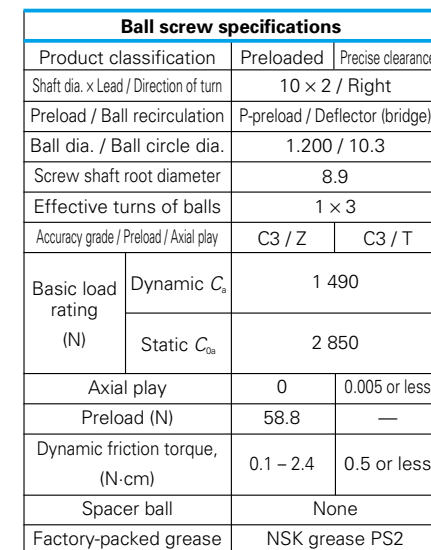 Ball screw specifications
Product classification Preloaded Precise clearance
Shaft dia. × Lead / Direction of turn 10 × 2 / Right
Preload / Ball recirculation P-preload / Deflector (bridge)
Ball dia. / Ball circle dia. 1.200 / 10.3
Screw shaft root diameter 8.9
Effective turns of balls 1 × 3
Accuracy grade / Preload / Axial play C3 / Z C3 / T
Basic load rating (N) Dynamic Ca 1 490
Static C0a 2 850
Axial play 0 0.005 or less
Preload (N) 58.8 —
Dynamic friction torque, (N·cm) 0.1 – 2.4 0.5 or less
Spacer ball None
Factory-packed grease NSK grease PS2